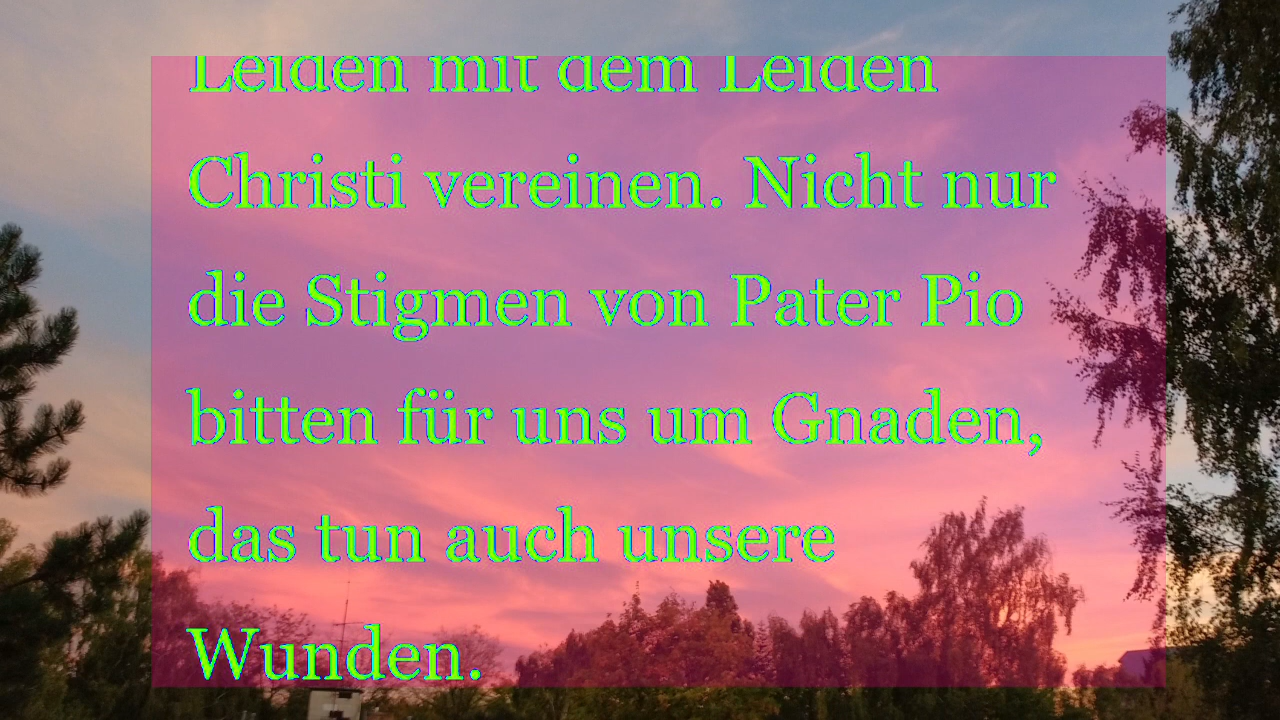 Leiden mit dem Leiden
Christi vereinen. Nicht nur
die Stigmen von Pater Pio
bitten für uns um Gnaden,
das tun auch unsere
Wunden.